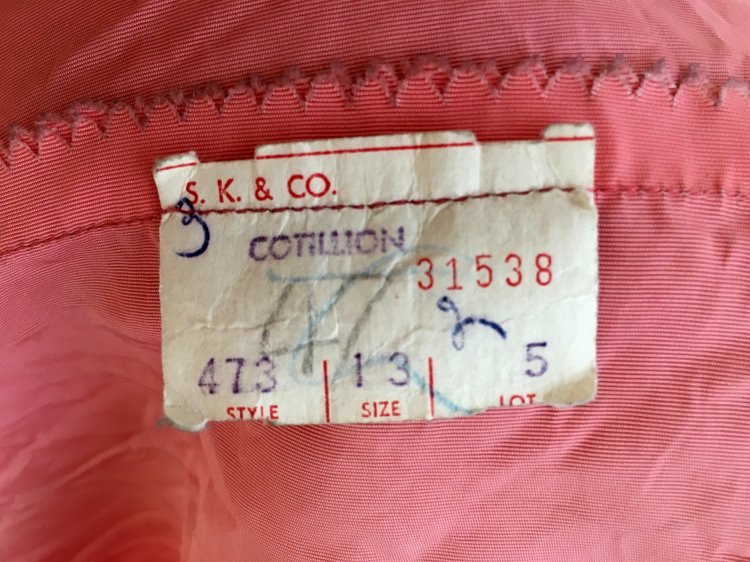 S. K. & CO.
COTILLION
31538
473 13 5
STYLE SIZE LOT